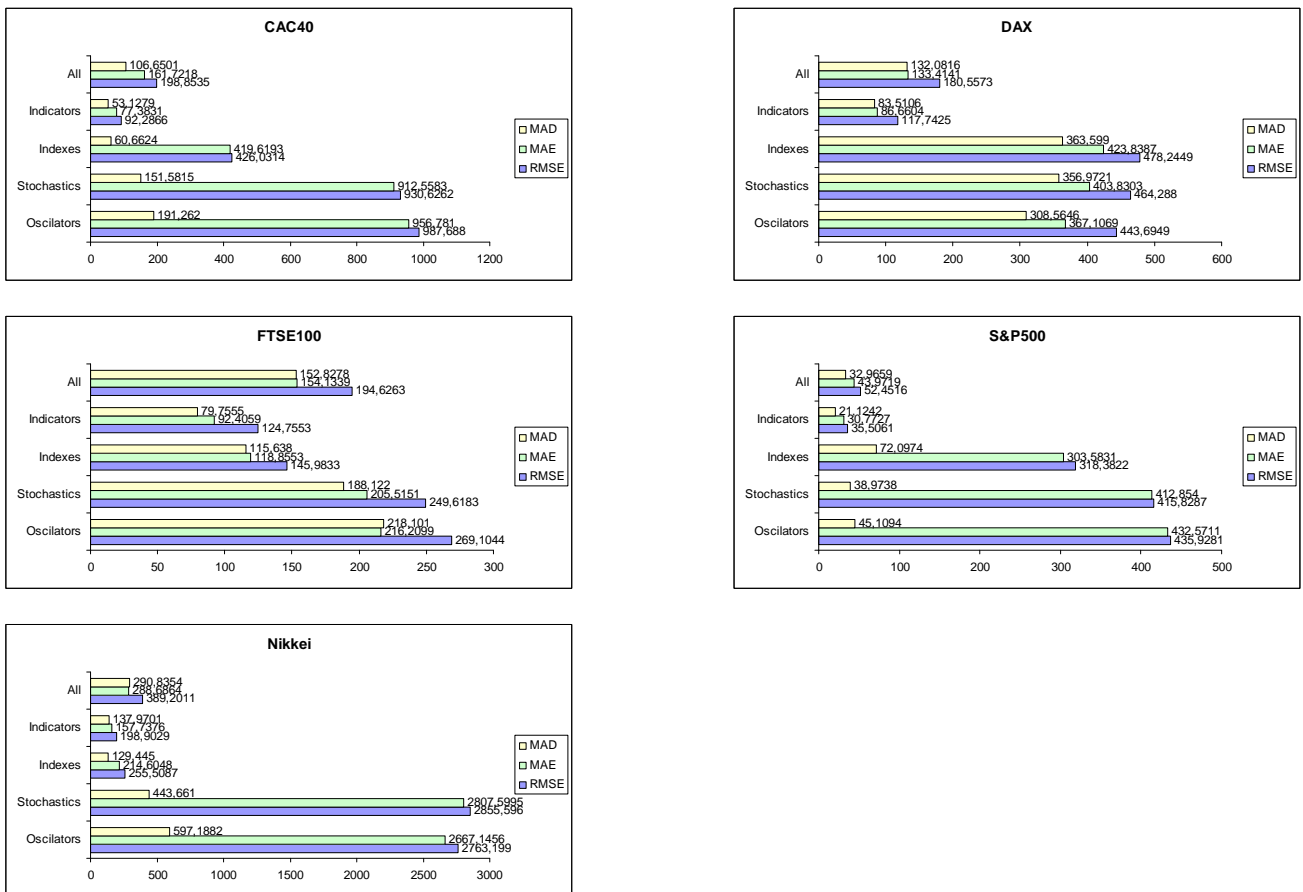 CAC40
All
106,6501
161,7218
198,8535
Indicators
53,1279
77,3831
92,2866
Indexes
60,6624
419,6193
426,0314
Stochastics
151,5815
912,5583
930,6262
Oscilators
191,262
956,781
987,688
0 200 400 600 800 1000 1200
MAD
MAE
RMSE
DAX
All
132,0816
133,4141
180,5573
Indicators
83,5106
86,6604
117,7425
Indexes
363,599
423,8387
478,2449
Stochastics
356,9721
403,8303
464,288
Oscilators
308,5646
367,1069
443,6949
0 100 200 300 400 500 600
MAD
MAE
RMSE
FTSE100
All
152,8278
154,1339
194,6263
Indicators
79,7555
92,4059
124,7553
Indexes
115,638
118,8553
145,9833
Stochastics
188,122
205,5151
249,6183
Oscilators
218,101
216,2099
269,1044
0 50 100 150 200 250 300
MAD
MAE
RMSE
S&P500
All
32,9659
43,9719
52,4516
Indicators
21,1242
30,7727
35,5061
Indexes
72,0974
303,5831
318,3822
Stochastics
38,9738
412,854
415,8287
Oscilators
45,1094
432,5711
435,9281
0 100 200 300 400 500
MAD
MAE
RMSE
Nikkei
All
290,8354
288,6864
389,2011
Indicators
137,9701
157,7376
198,9029
Indexes
129,445
214,6048
255,5087
Stochastics
443,661
2807,5995
2855,596
Oscilators
597,1882
2667,1456
2763,199
0 500 1000 1500 2000 2500 3000
MAD
MAE
RMSE